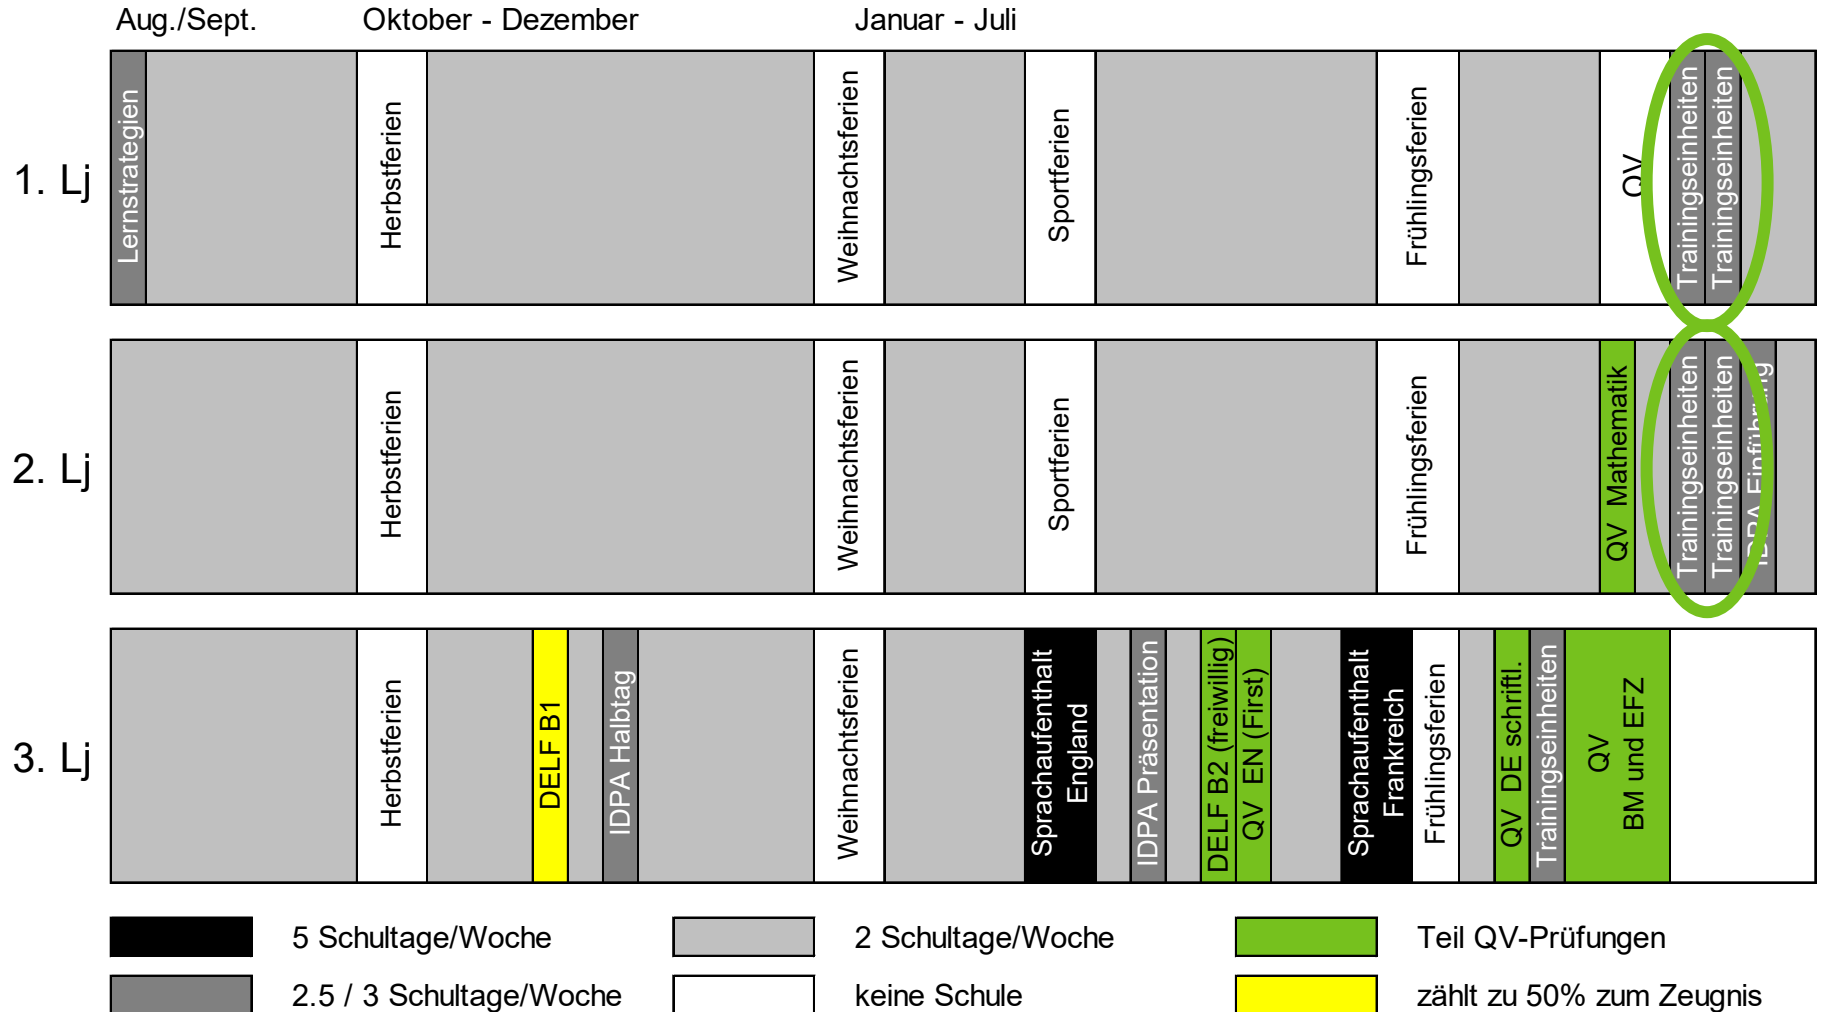 Aug./Sept. Oktober - Dezember Januar - Juli
1. Lj
Lernstrategien
Herbstferien
Weihnachtsferien
Sportferien
Frühlingsferien
QV
Trainingseinheiten
Trainingseinheiten
2. Lj
Herbstferien
Weihnachtsferien
Sportferien
Frühlingsferien
QV Mathematik
Trainingseinheiten
Trainingseinheiten
IDPA Einführung
3. Lj
Herbstferien
DELF B1
IDPA Halbtag
Weihnachtsferien
Sprachaufenthalt
England
IDPA Präsentation
DELF B2 (freiwillig)
QV EN (First)
Sprachaufenthalt
Frankreich
Frühlingsferien
QV DE schriftl.
Trainingseinheiten
QV
BM und EFZ
5 Schultage/Woche 2 Schultage/Woche Teil QV-Prüfungen
2.5 / 3 Schultage/Woche keine Schule zählt zu 50% zum Zeugnis